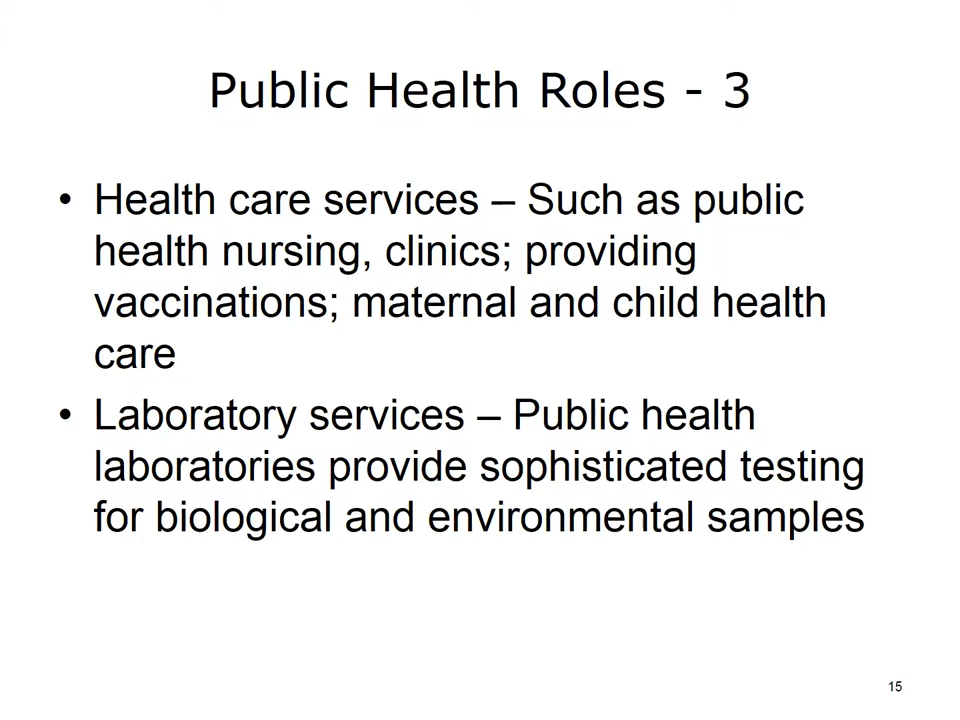 Public Health Roles - 3
• Health care services – Such as public
health nursing, clinics; providing
vaccinations; maternal and child health
care
• Laboratory services – Public health
laboratories provide sophisticated testing
for biological and environmental samples
15